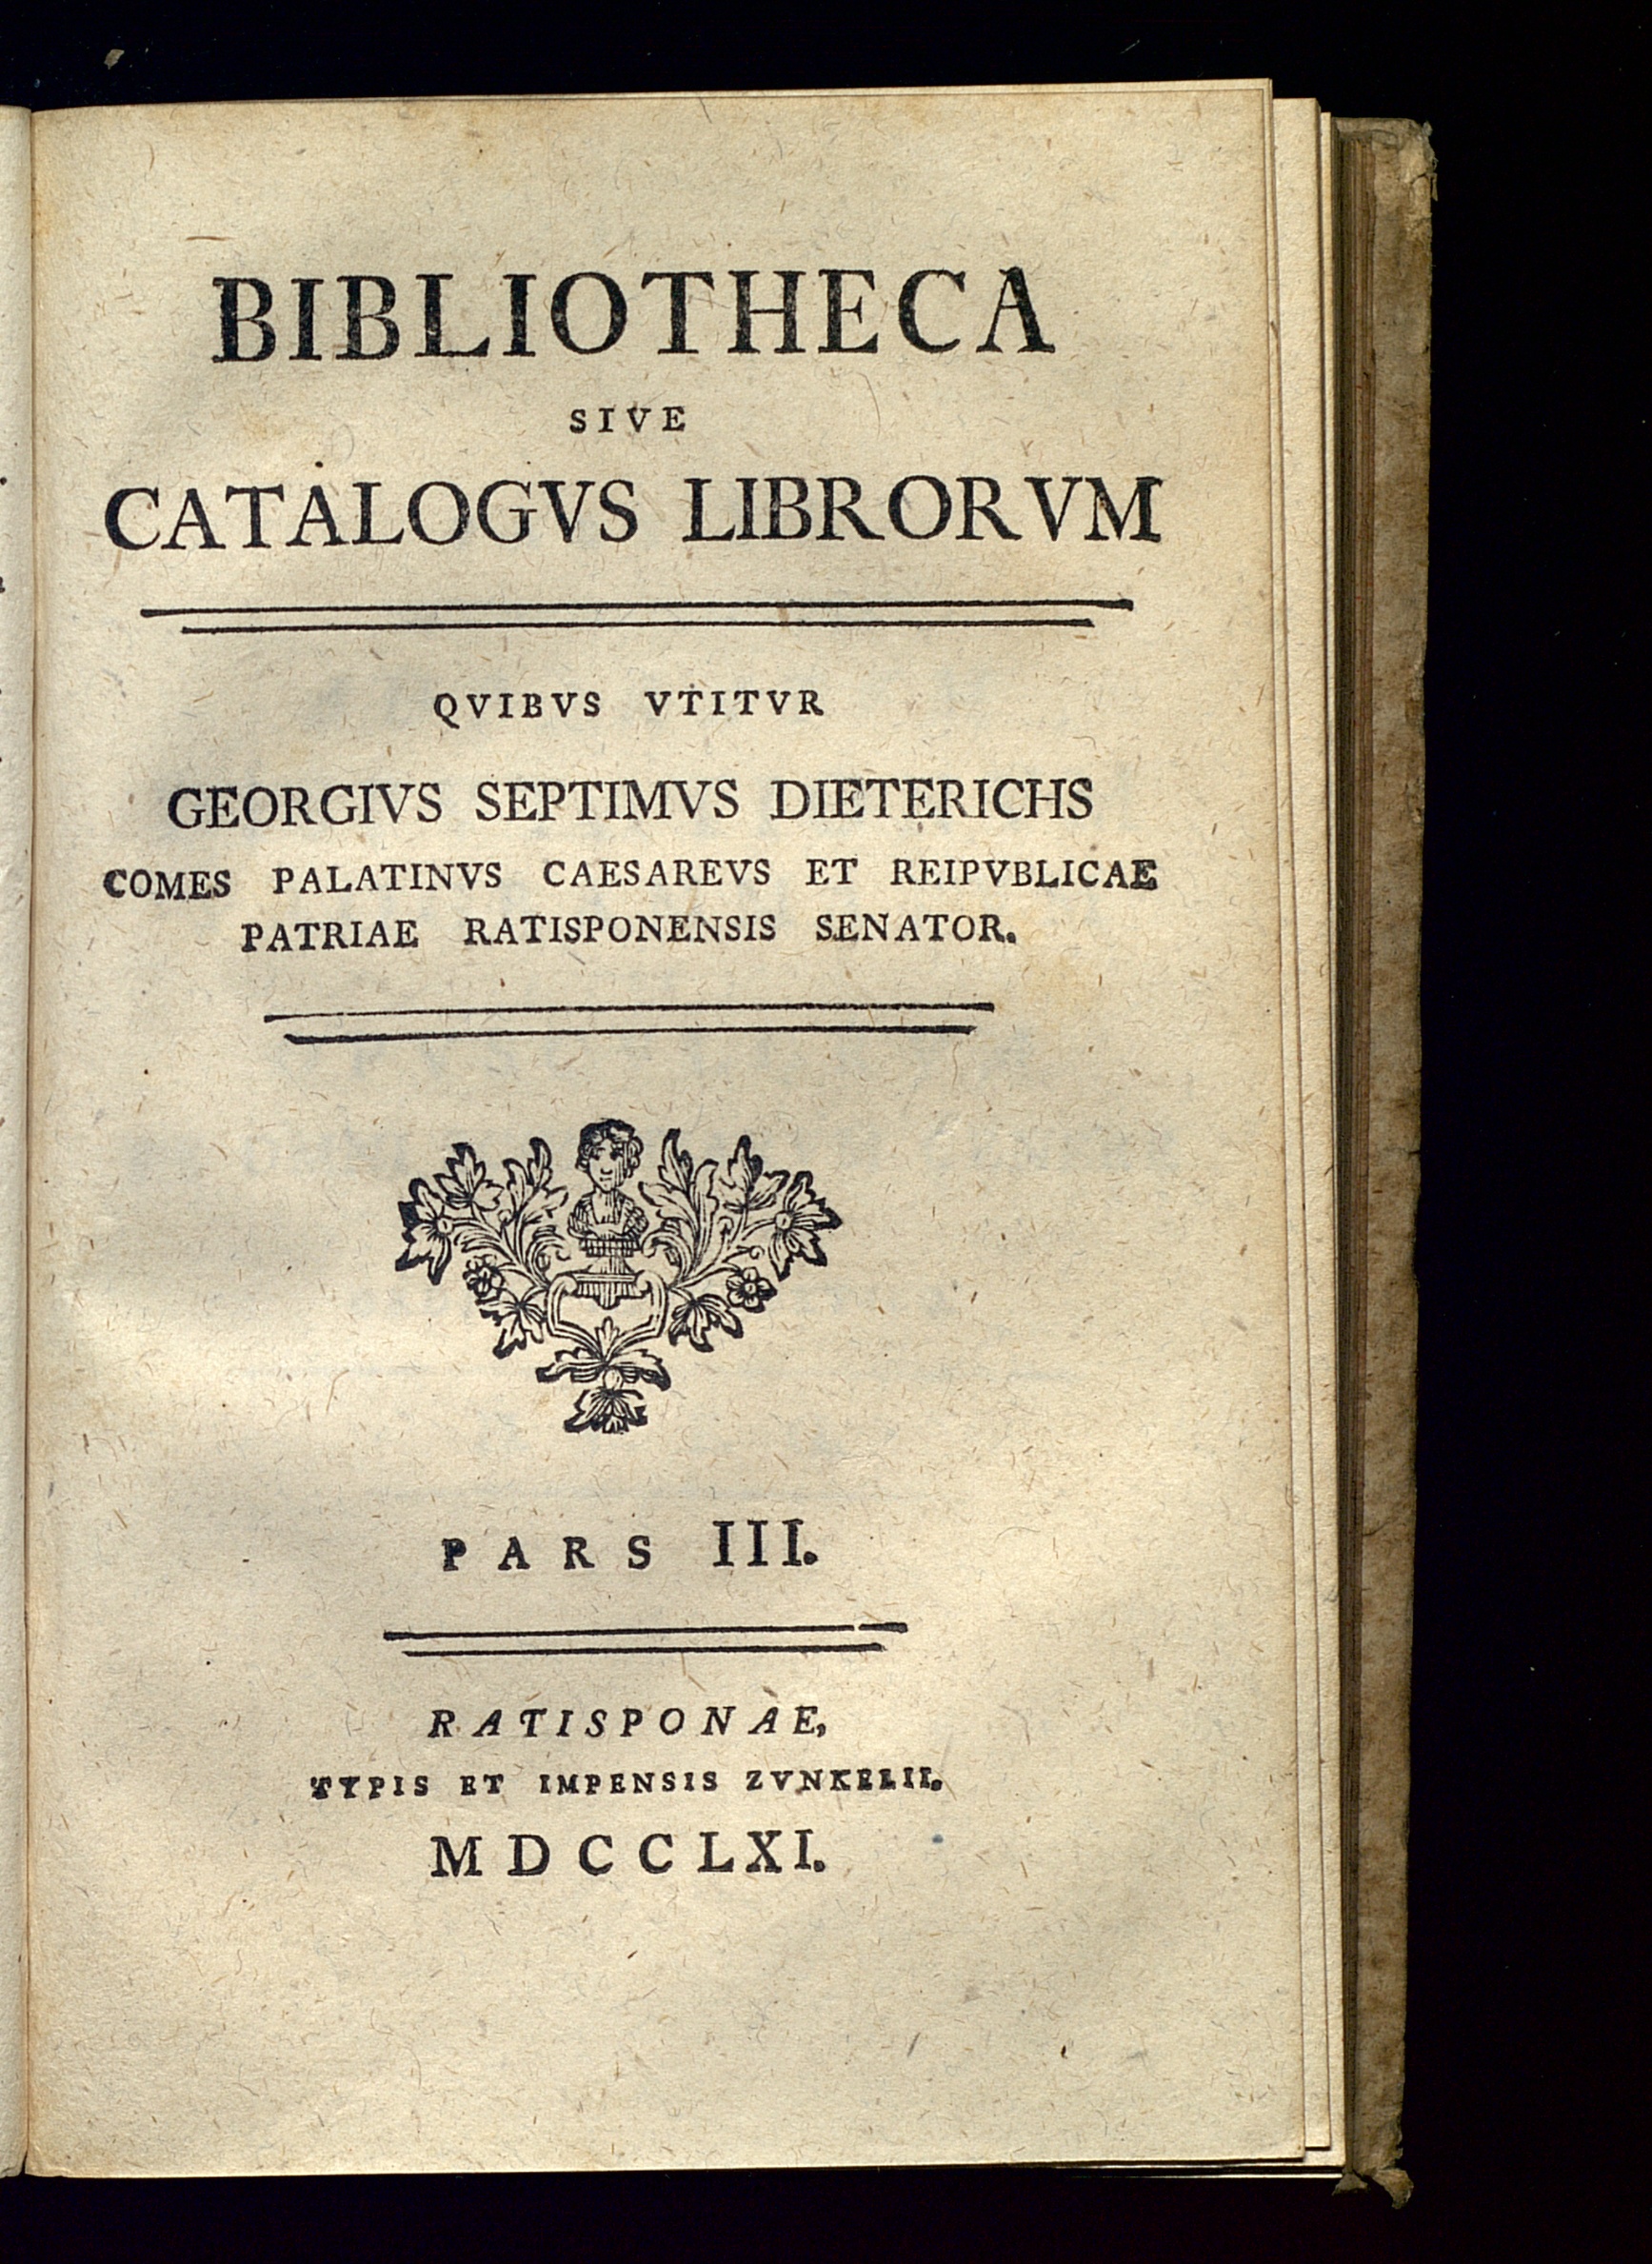 BIBLIOTHECA
SIVE
CATALOGVS LIBRORVM
QVIBVS VTITVR
GEORGIVS SEPTIMVS DIETERICHS
COMES PALATINVS CAESAREVS ET REIPVBLICAE
PATRIAE RATISPONENSIS SENATOR.
PARS III.
RATISPONAE,
TYPIS ET IMPENSIS ZVNKELII.
MDCCLXI.